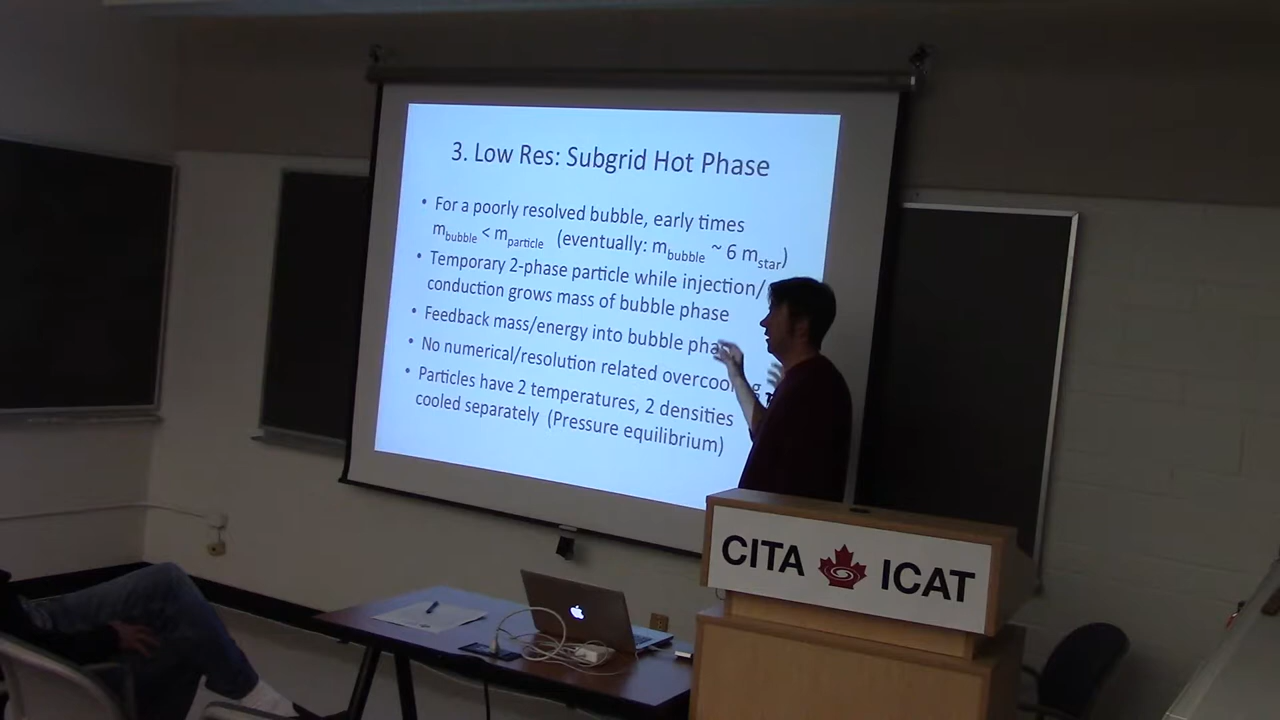 3. Low Res: Subgrid Hot Phase
• For a poorly resolved bubble, early times
mbubble < mparticle (eventually: mbubble ~ 6 mstar)
• Temporary 2-phase particle while injection/
conduction grows mass of bubble phase
• Feedback mass/energy into bubble
• No numerical/resolution related
• Particles have 2 temperatures, 2 densities
cooled separately (Pressure equilibrium)
CITA ICAT